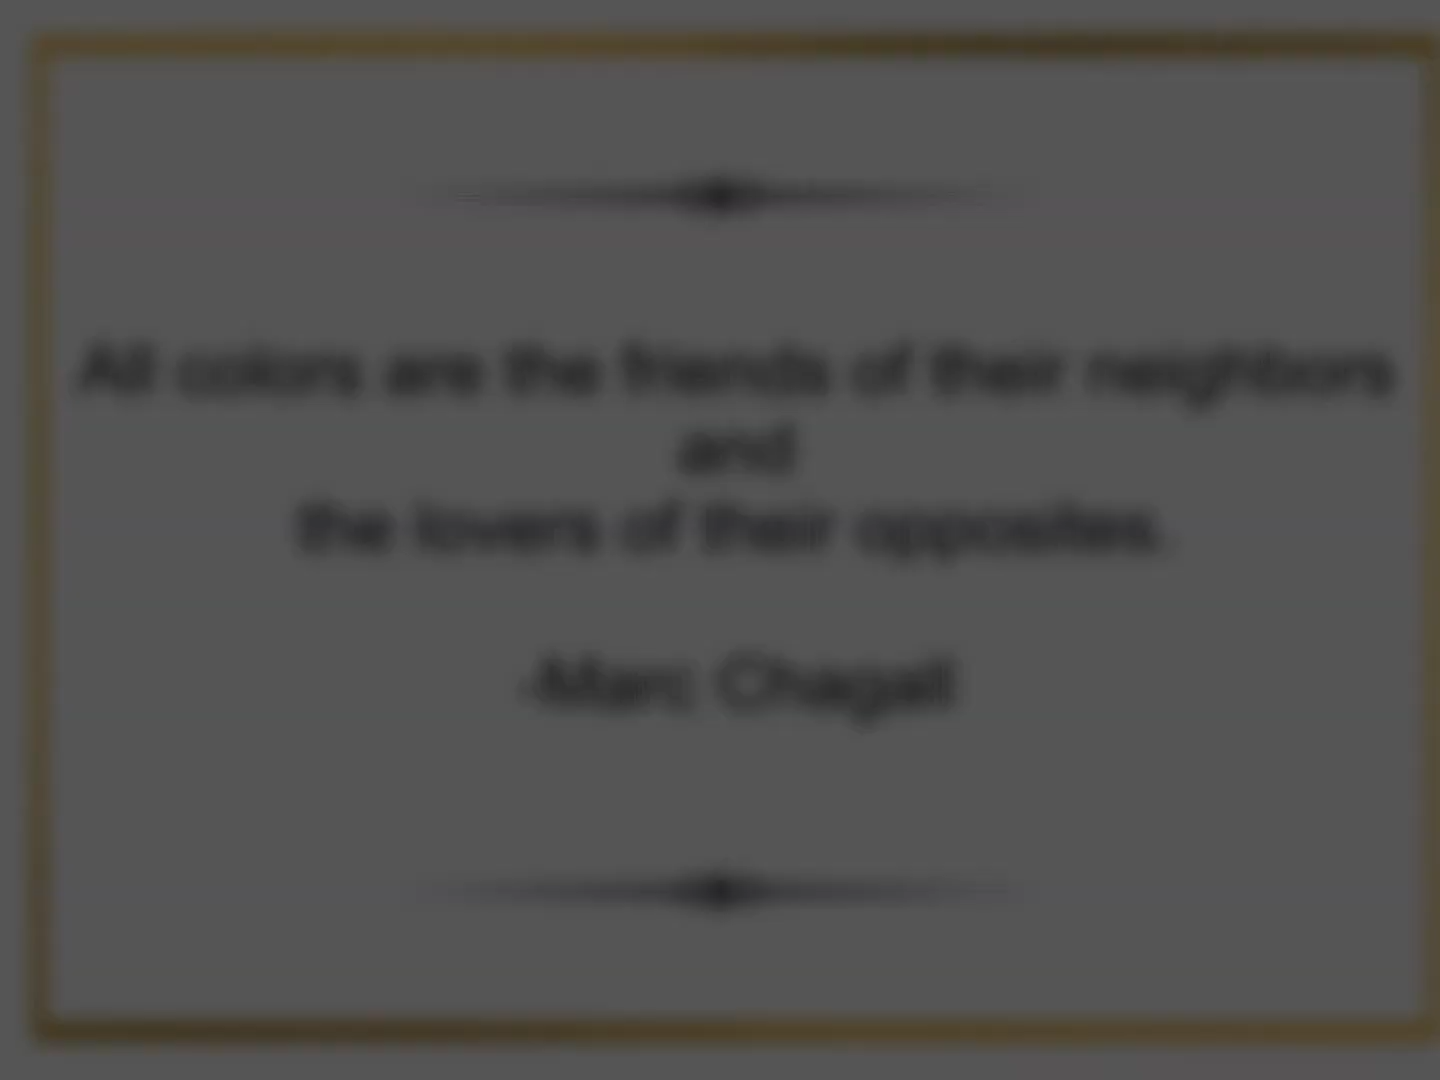 All colors are the friends of their neighbors
and
the lovers of their opposites.
-Marc Chagall